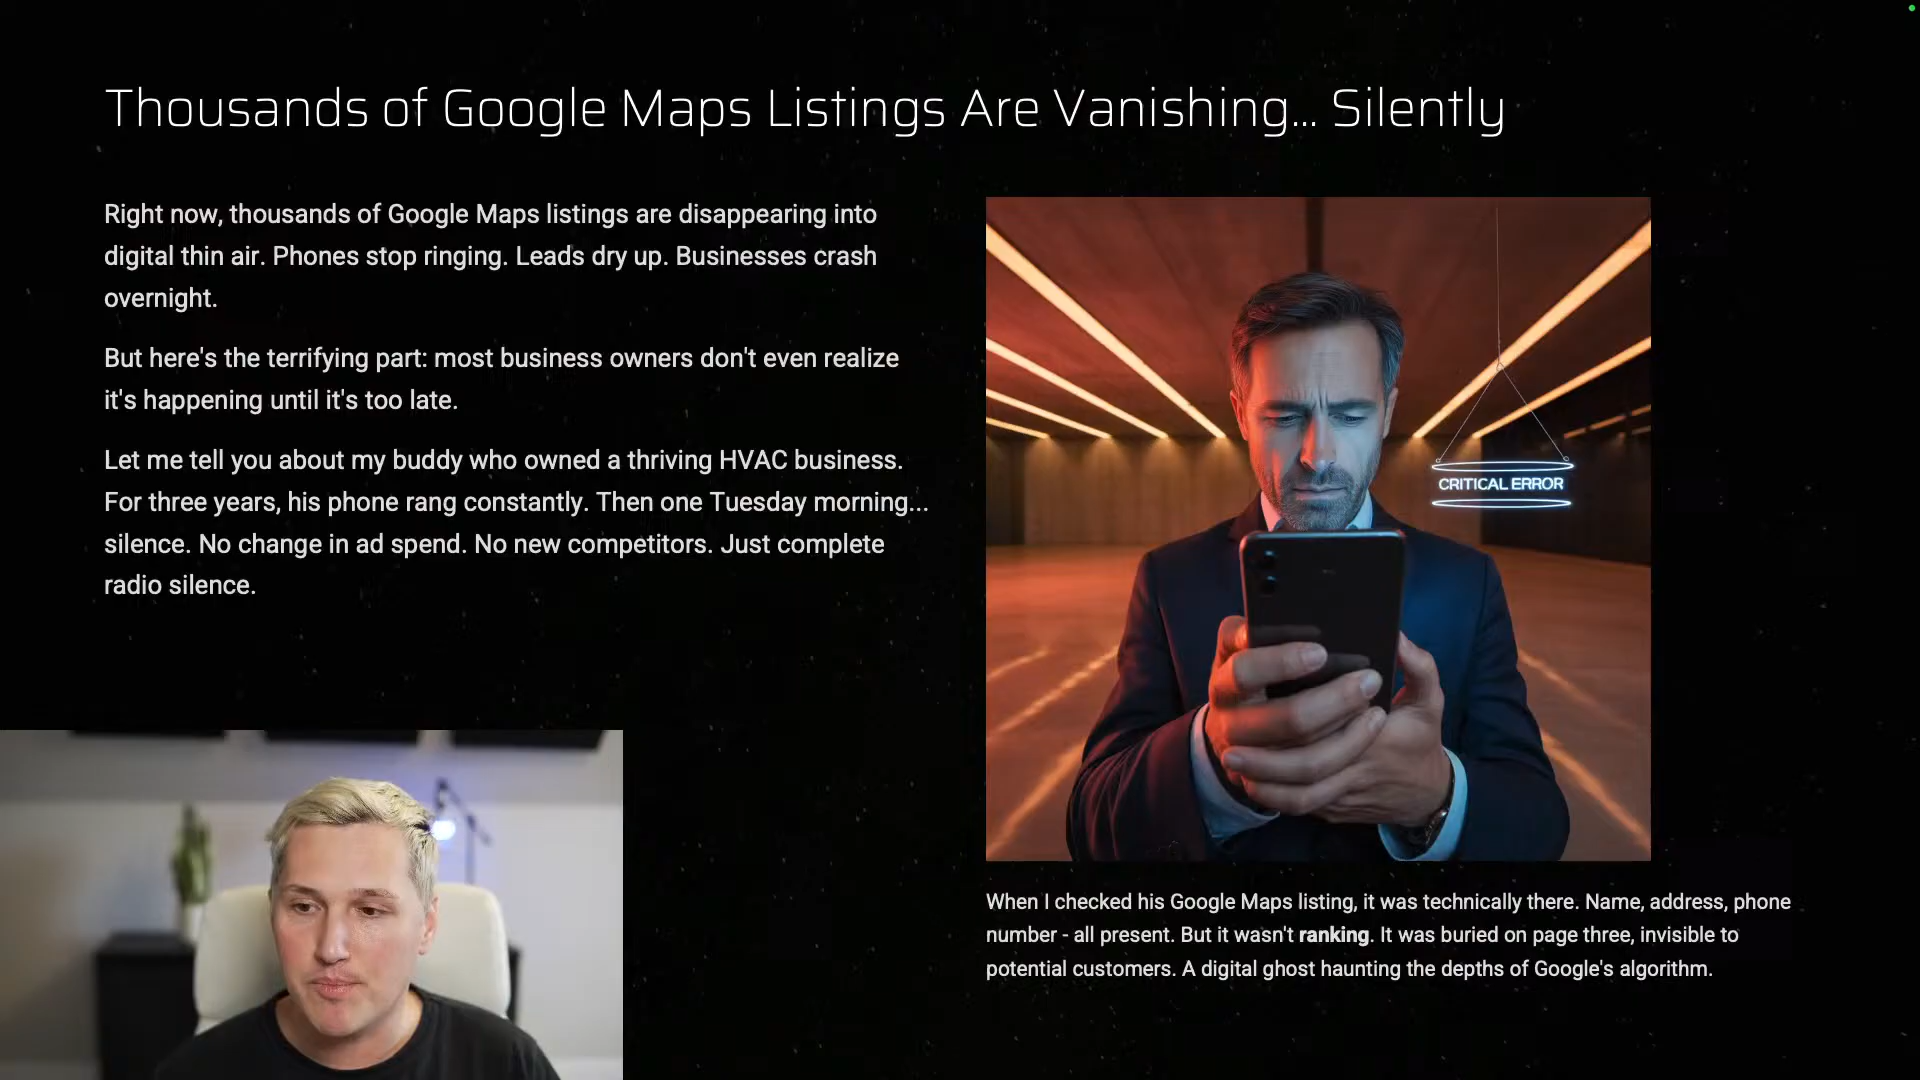 Thousands of Google Maps Listings Are Vanishing... Silently
Right now, thousands of Google Maps listings are disappearing into
digital thin air. Phones stop ringing. Leads dry up. Businesses crash
overnight.
But here's the terrifying part: most business owners don't even realize
it's happening until it's too late.
Let me tell you about my buddy who owned a thriving HVAC business.
For three years, his phone rang constantly. Then one Tuesday morning...
silence. No change in ad spend. No new competitors. Just complete
radio silence.
CRITICAL ERROR
When I checked his Google Maps listing, it was technically there. Name, address, phone
number - all present. But it wasn't ranking. It was buried on page three, invisible to
potential customers. A digital ghost haunting the depths of Google's algorithm.